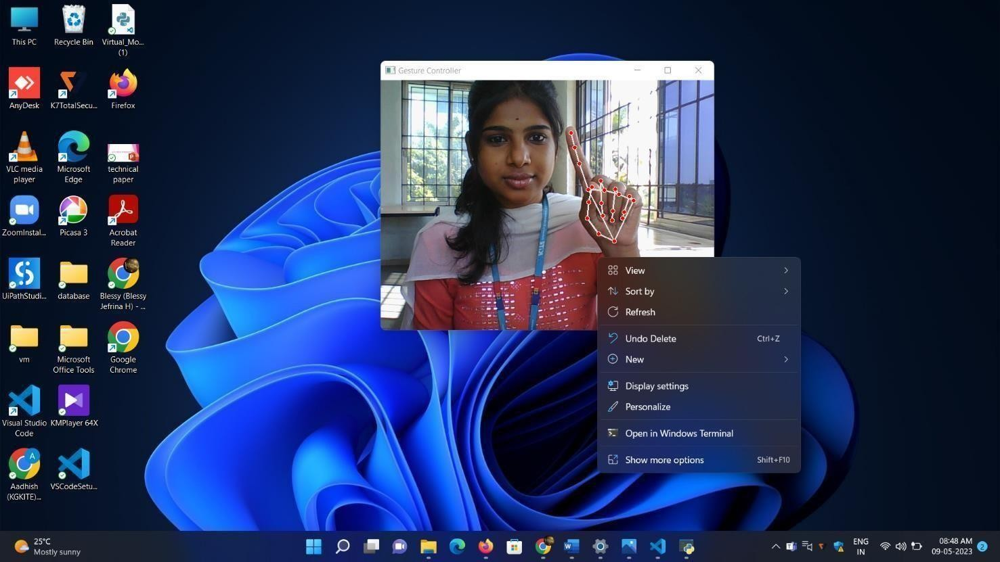 This PC
Recycle Bin
Virtual_Mo...
(1)
AnyDesk
K7TotalSecu...
Firefox
VLC media
player
Microsoft
Edge
technical
paper
ZoomInstal...
Picasa 3
Acrobat
Reader
UiPathStudi...
database
Blessy (Blessy
Jefrina H) - ...
vm
Microsoft
Office Tools
Google
Chrome
Visual Studio
Code
KMPlayer 64X
Aadhish
(KGKITE)...
VSCodeSetu...
Gesture Controller
View
Sort by
Refresh
Undo Delete Ctrl+Z
New
Display settings
Personalize
Open in Windows Terminal
Show more options Shift+F10
25°C
Mostly sunny
ENG
IN
08:48 AM
09-05-2023
2